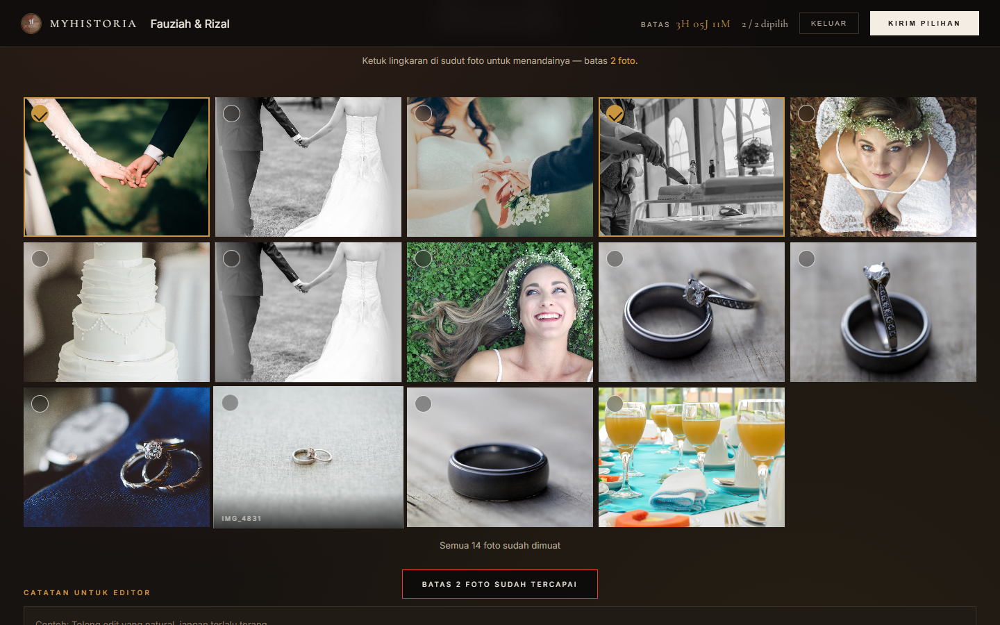 MYHISTORIA Fauziah & Rizal BATAS 3H 05J 11M 2 / 2 dipilih KELUAR KIRIM PILIHAN
Ketuk lingkaran di sudut foto untuk menandainya — batas 2 foto.
IMG_4831
Semua 14 foto sudah dimuat
BATAS 2 FOTO SUDAH TERCAPAI
CATATAN UNTUK EDITOR
Contoh: Tolong edit yang natural, jangan terlalu terang